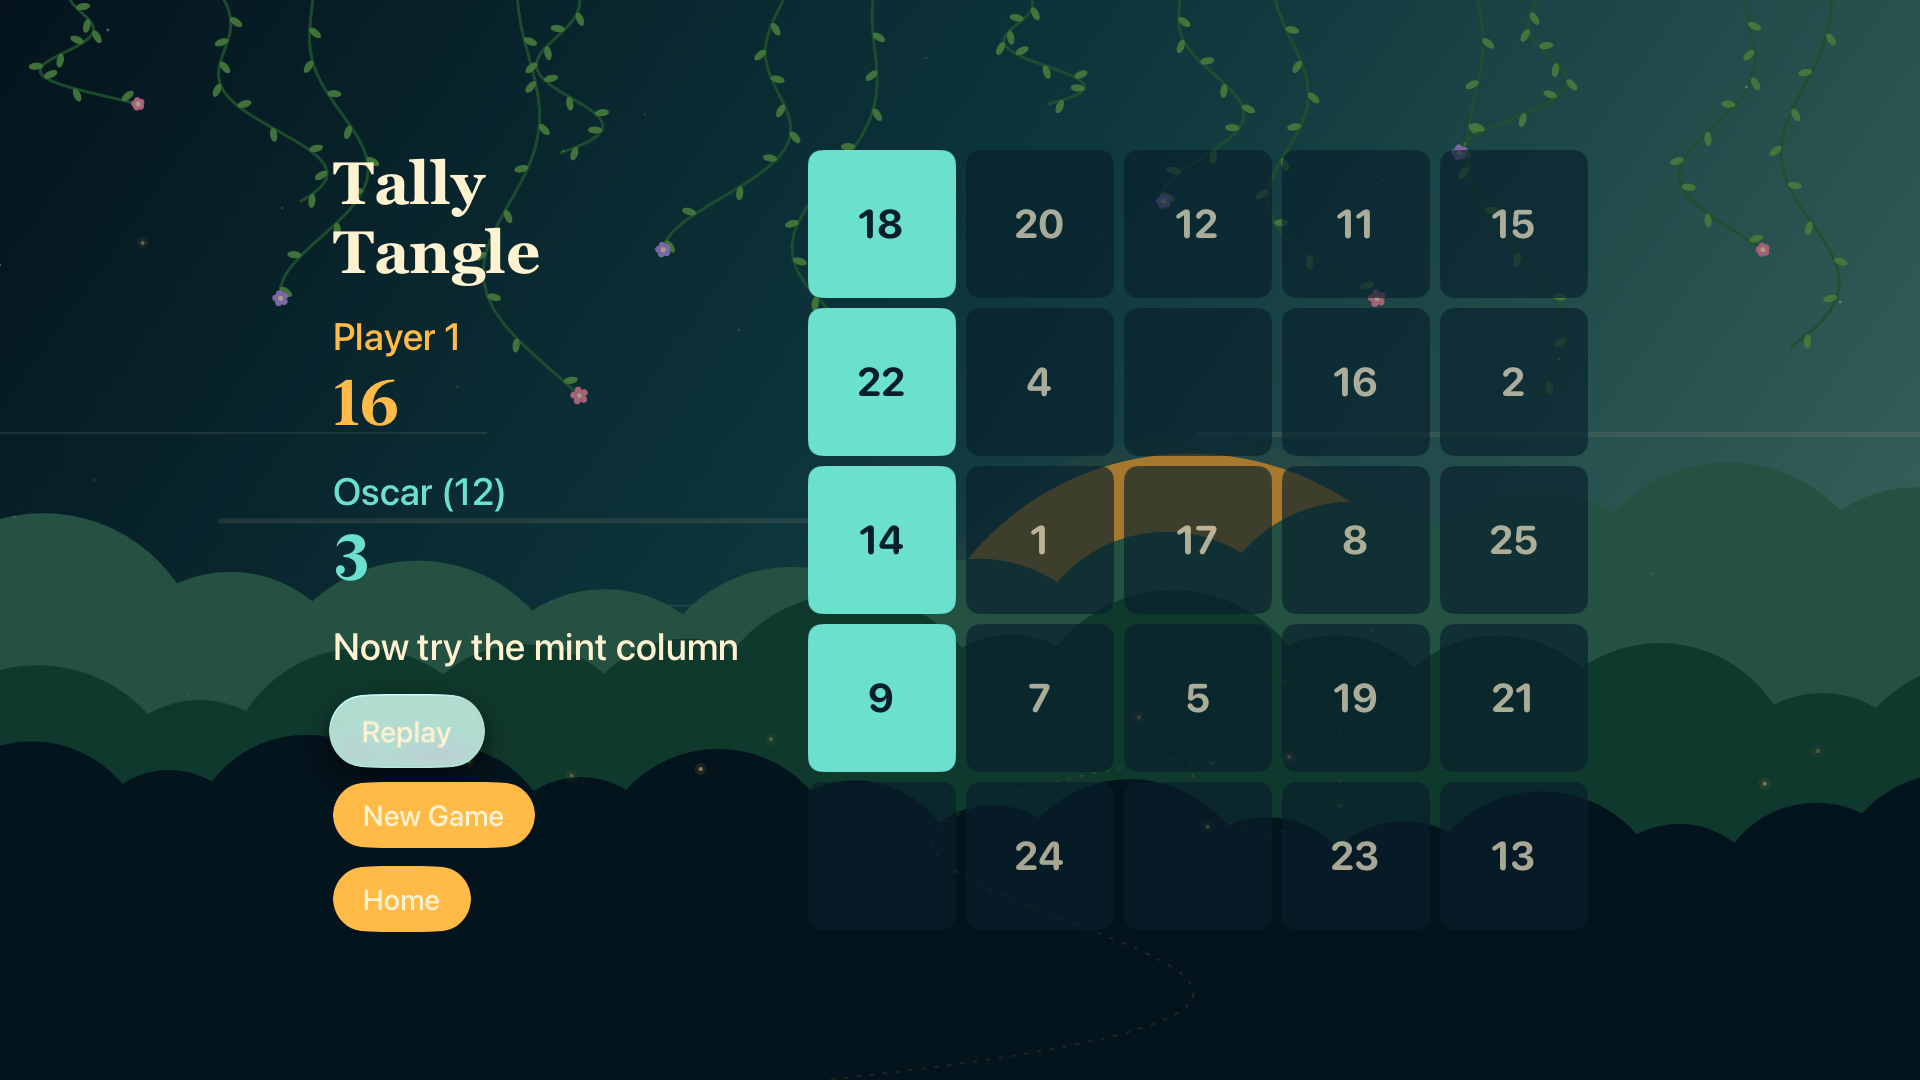 Tally
Tangle
Player 1
16
Oscar (12)
3
Now try the mint column
Replay
New Game
Home
18 20 12 11 15
22 4 16 2
14 1 17 8 25
9 7 5 19 21
24 23 13